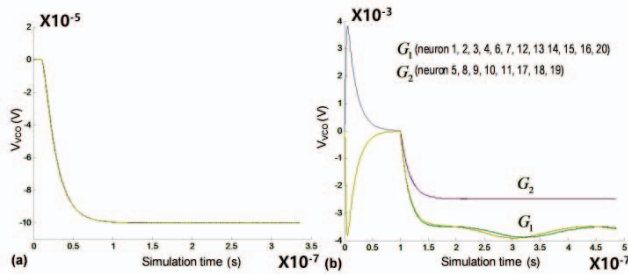 X10-5
2
0
-2
-4
-6
-8
-10
VVCO (V)
0 0.5 1 1.5 2 2.5 3 3.5
(a) Simulation time (s) X10-7
X10-3
4
3
2
1
0
-1
-2
-3
-4
VVCO (V)
G1 (neuron 1, 2, 3, 4, 6, 7, 12, 13 14, 15, 16, 20)
G2 (neuron 5, 8, 9, 10, 11, 17, 18, 19)
G2
G1
0 0.5 1 1.5 2 2.5 3 3.5 4 4.5 5
(b) Simulation time (s) X10-7